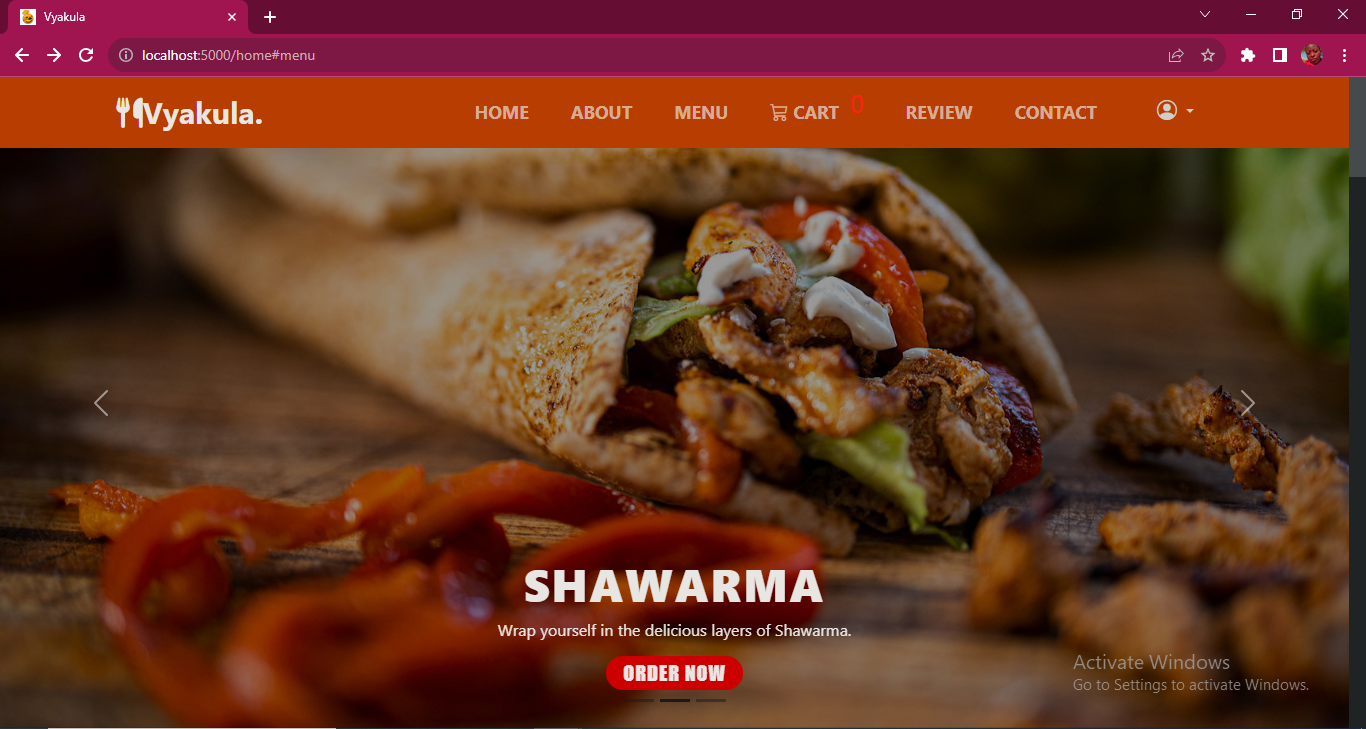 Vyakula
localhost:5000/home#menu
Vyakula.
HOME
ABOUT
MENU
CART 0
REVIEW
CONTACT
SHAWARMA
Wrap yourself in the delicious layers of Shawarma.
ORDER NOW
Activate Windows
Go to Settings to activate Windows.